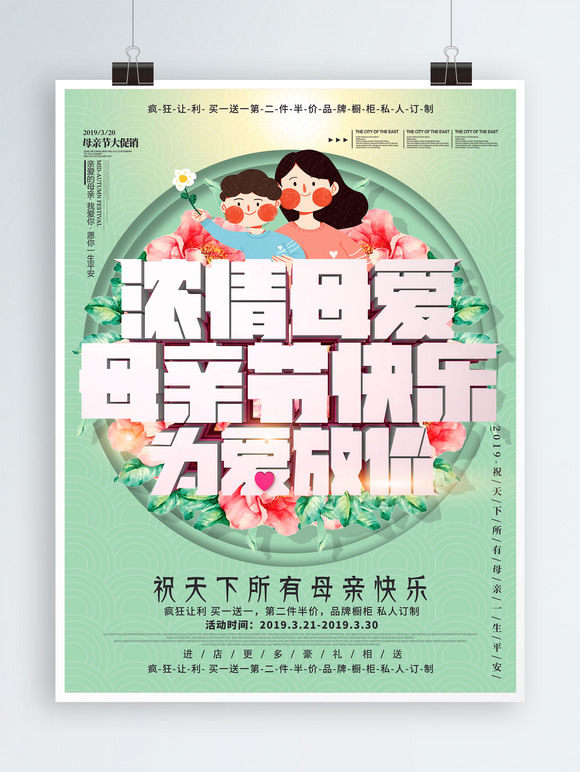 疯·狂·让·利·买·一·送·一·第·二·件·半·价·品·牌·橱·柜·私·人·订·制
2019/3/20
母亲节大促销
THE CITY OF THE EAST
THE CITY OF THE EAST
亲爱的母亲·我爱你·愿你一生平安
MID-AUTUMN FESTIVAL
浓情母爱
母亲节快乐
为爱放价
2019-祝/天/下/所/有/母/亲/一/生/平/安/
祝天下所有母亲快乐
疯狂让利 买一送一，第二件半价，品牌橱柜 私人订制
活动时间：2019.3.21-2019.3.30
进/店/更/多/豪/礼/相/送
疯·狂·让·利·买·一·送·一·第·二·件·半·价·品·牌·橱·柜·私·人·订·制